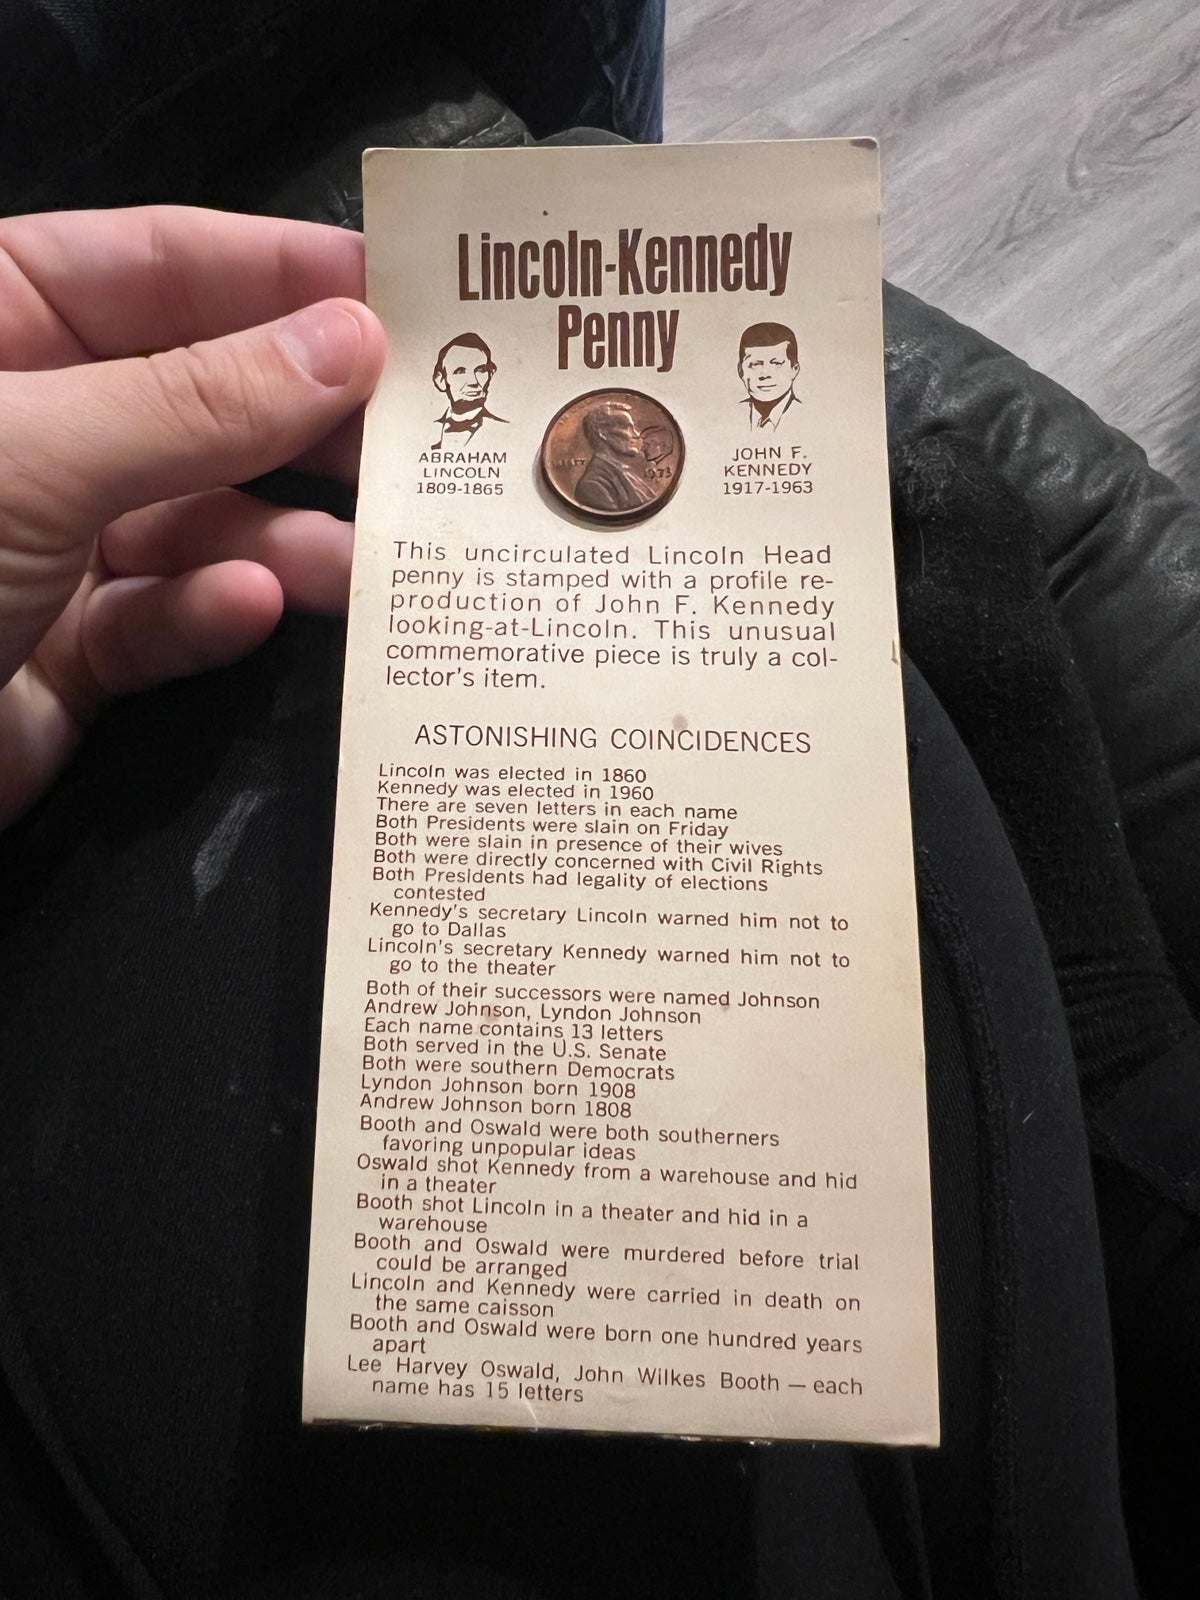 Lincoln-Kennedy
Penny
ABRAHAM
LINCOLN
1809-1865
LIBERTY
1973
JOHN F.
KENNEDY
1917-1963
This uncirculated Lincoln Head
penny is stamped with a profile re-
production of John F. Kennedy
looking-at-Lincoln. This unusual
commemorative piece is truly a col-
lector's item.
ASTONISHING COINCIDENCES
Lincoln was elected in 1860
Kennedy was elected in 1960
There are seven letters in each name
Both Presidents were slain on Friday
Both were slain in presence of their wives
Both were directly concerned with Civil Rights
Both Presidents had legality of elections
contested
Kennedy's secretary Lincoln warned him not to
go to Dallas
Lincoln's secretary Kennedy warned him not to
go to the theater
Both of their successors were named Johnson
Andrew Johnson, Lyndon Johnson
Each name contains 13 letters
Both served in the U.S. Senate
Both were southern Democrats
Lyndon Johnson born 1908
Andrew Johnson born 1808
Booth and Oswald were both southerners
favoring unpopular ideas
Oswald shot Kennedy from a warehouse and hid
in a theater
Booth shot Lincoln in a theater and hid in a
warehouse
Booth and Oswald were murdered before trial
could be arranged
Lincoln and Kennedy were carried in death on
the same caisson
Booth and Oswald were born one hundred years
apart
Lee Harvey Oswald, John Wilkes Booth — each
name has 15 letters